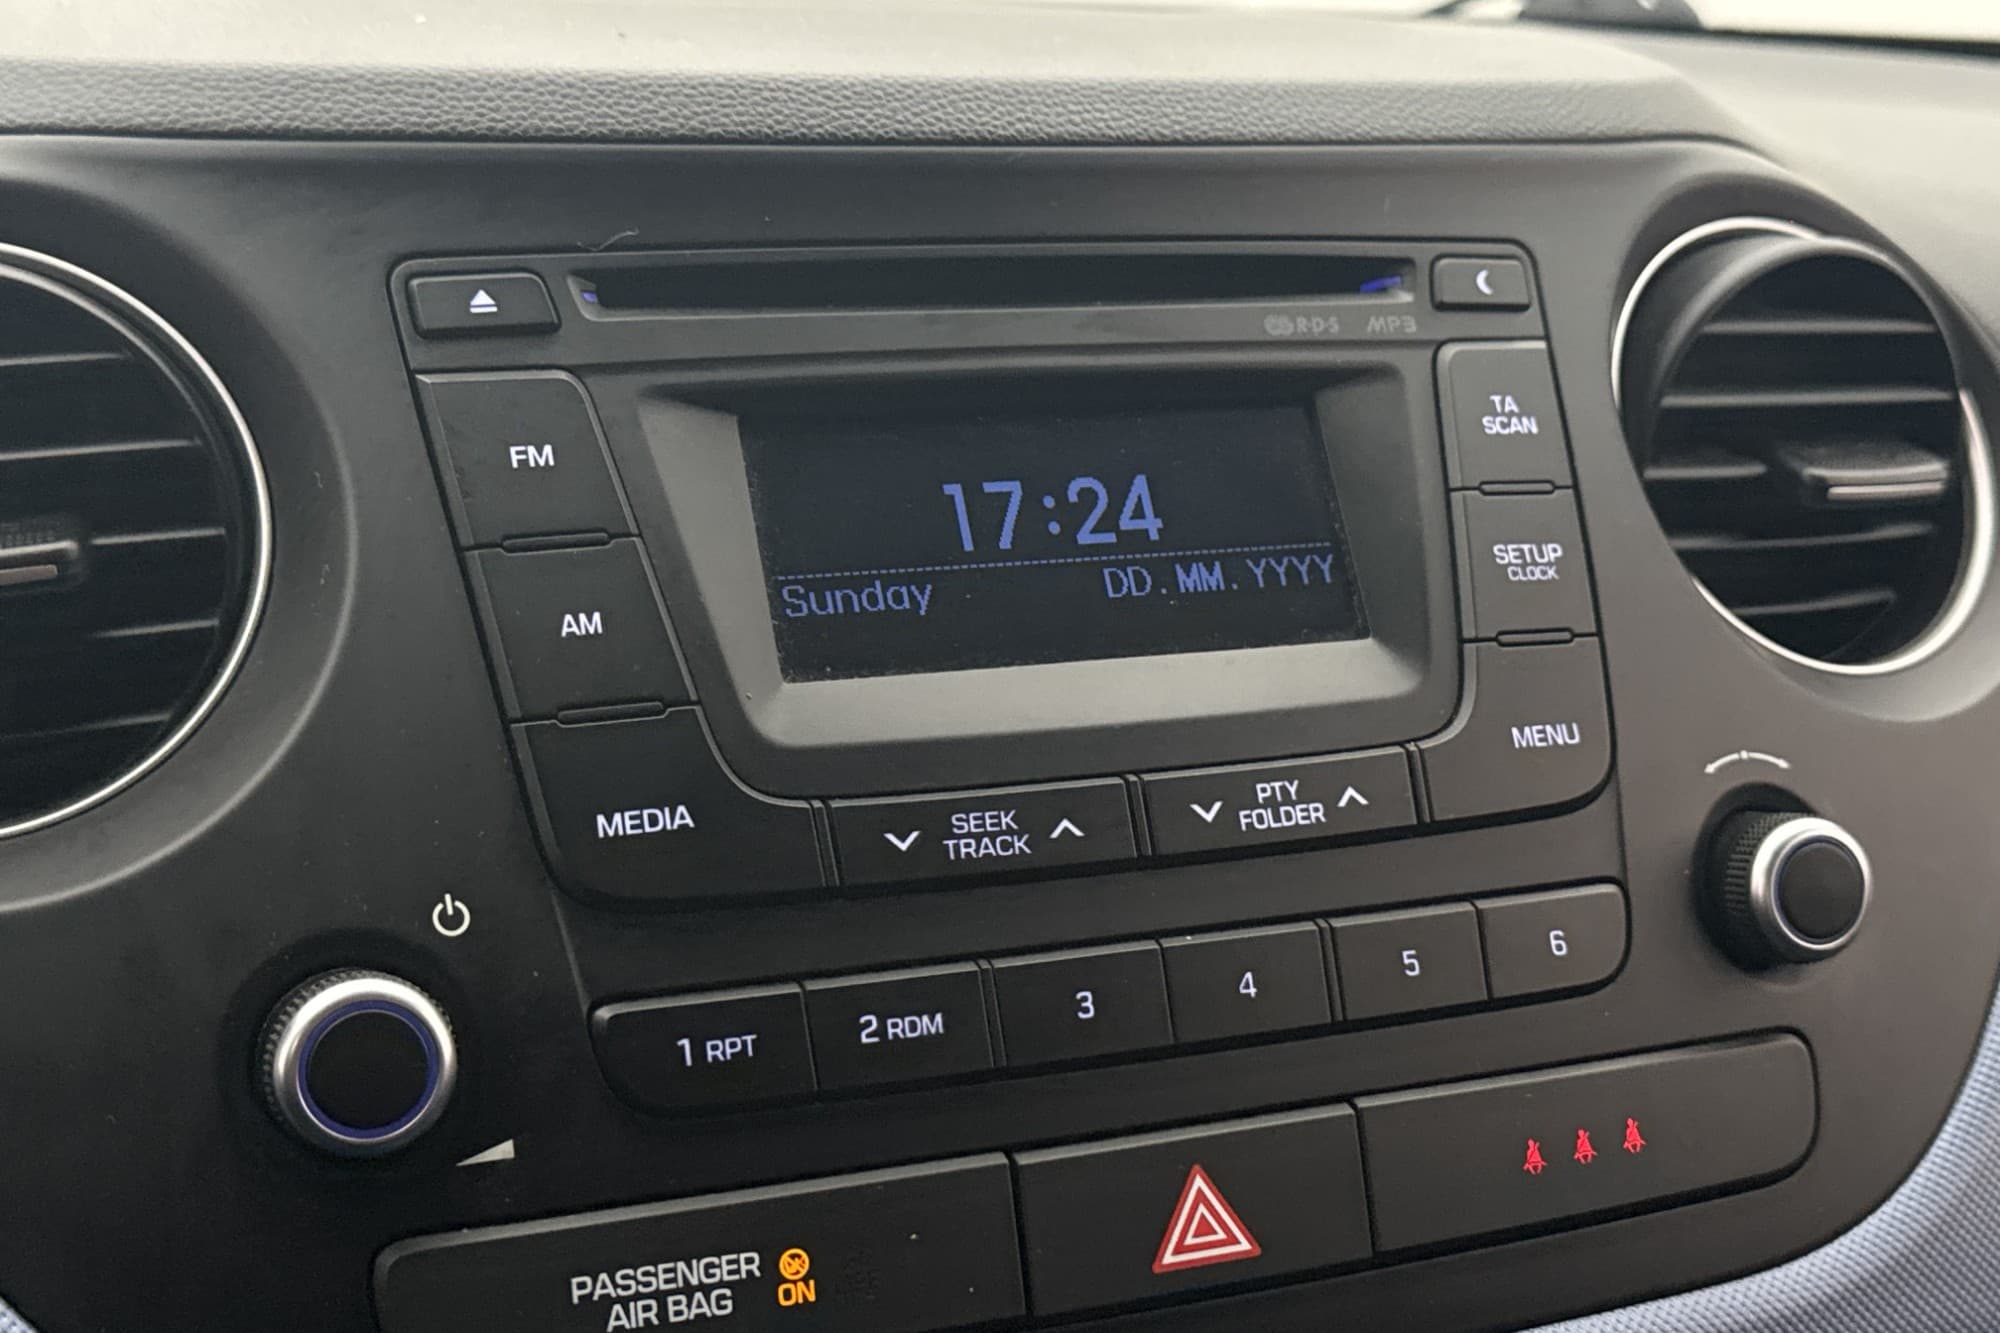 R·D·S MP3
FM
TA
SCAN
17:24
Sunday DD.MM.YYYY
SETUP
CLOCK
AM
MENU
MEDIA
SEEK
TRACK
PTY
FOLDER
1 RPT
2 RDM
3
4
5
6
PASSENGER
AIR BAG
ON